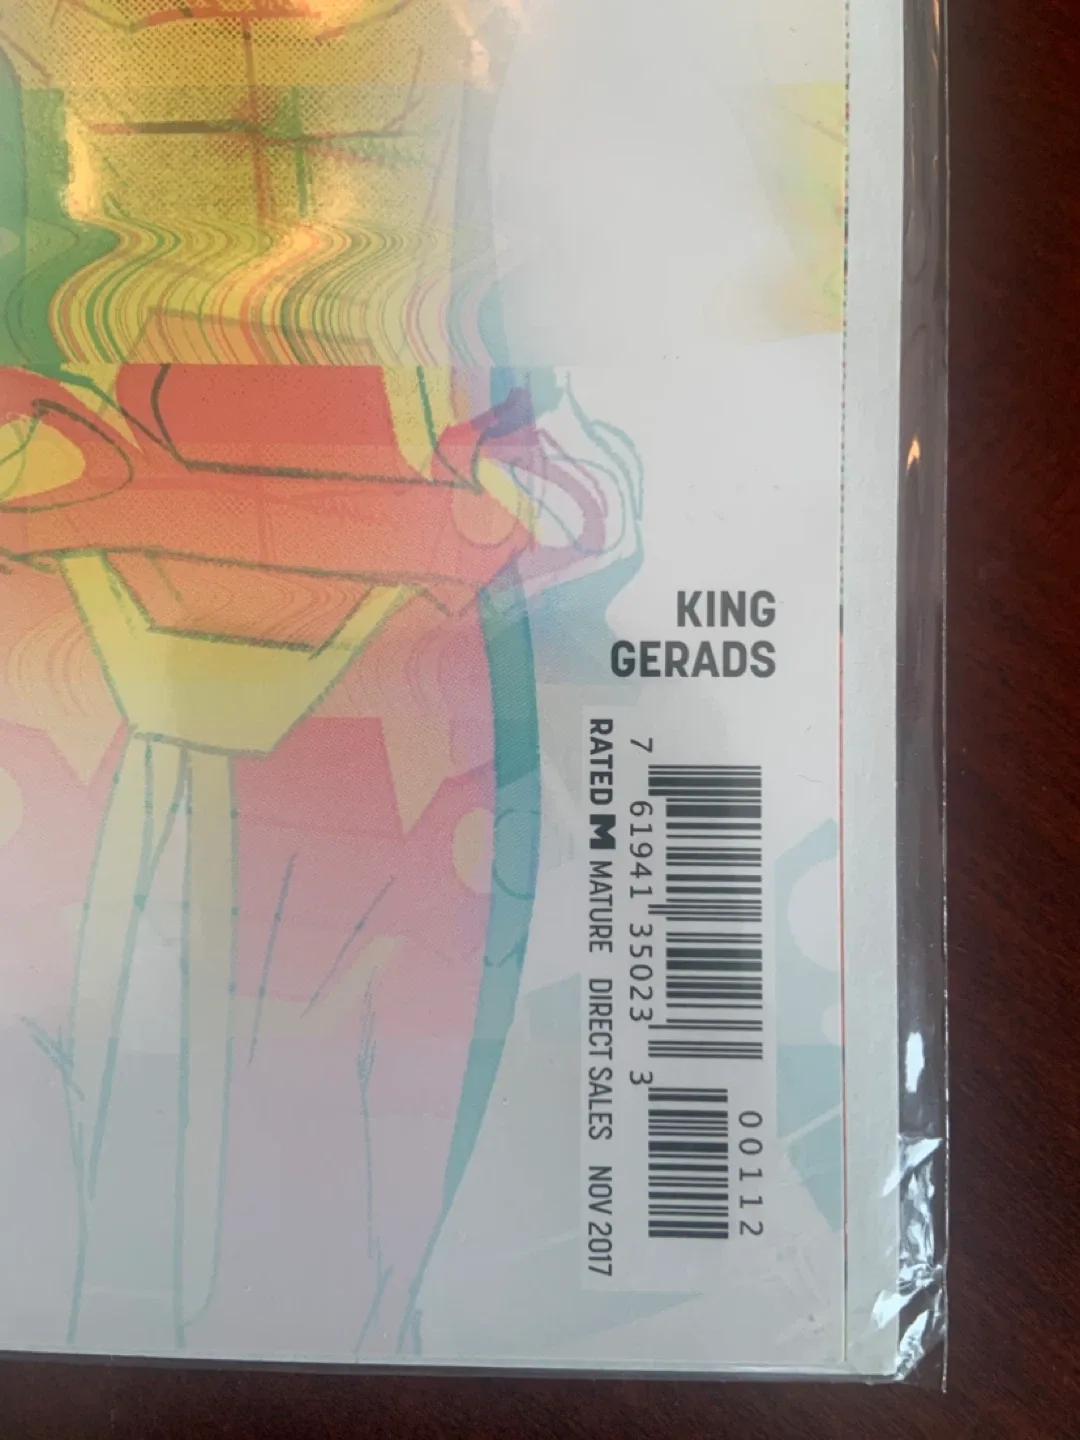 KING
GERADS
RATED M MATURE DIRECT SALES NOV 2017
7 61941 35023 3
00112